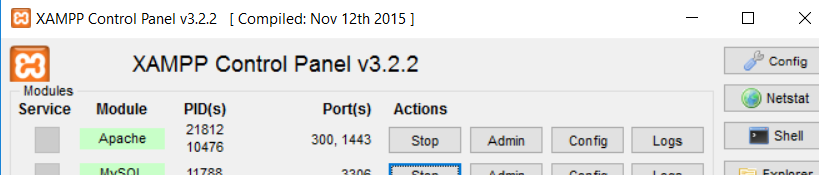 XAMPP Control Panel v3.2.2 [ Compiled: Nov 12th 2015 ]
XAMPP Control Panel v3.2.2
Config
Modules
Service Module PID(s) Port(s) Actions
Netstat
Apache 21812 10476 300, 1443 Stop Admin Config Logs
Shell
MySQL 11788 3306 Stop Admin Config Logs
Explorer